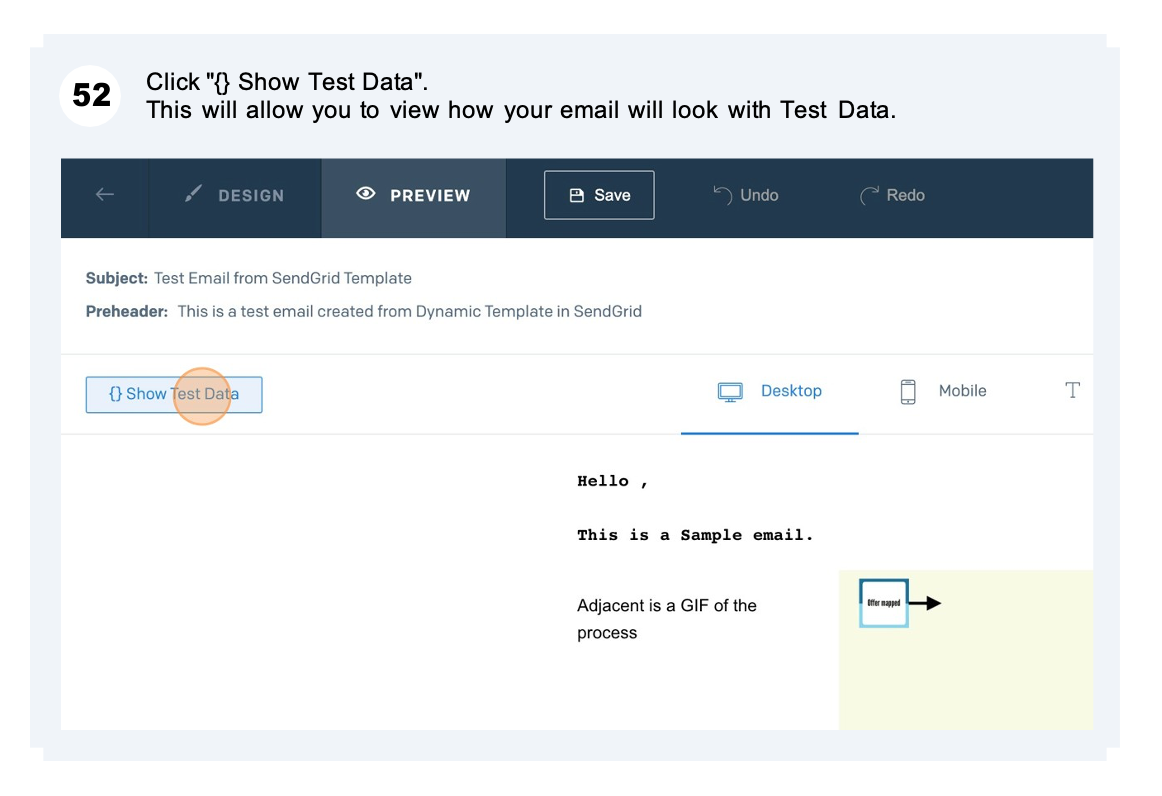 52
Click "{} Show Test Data".
This will allow you to view how your email will look with Test Data.
DESIGN
PREVIEW
Save
Undo
Redo
Subject: Test Email from SendGrid Template
Preheader: This is a test email created from Dynamic Template in SendGrid
{} Show Test Data
Desktop
Mobile
T
Hello ,
This is a Sample email.
Adjacent is a GIF of the
process
Offer mapped